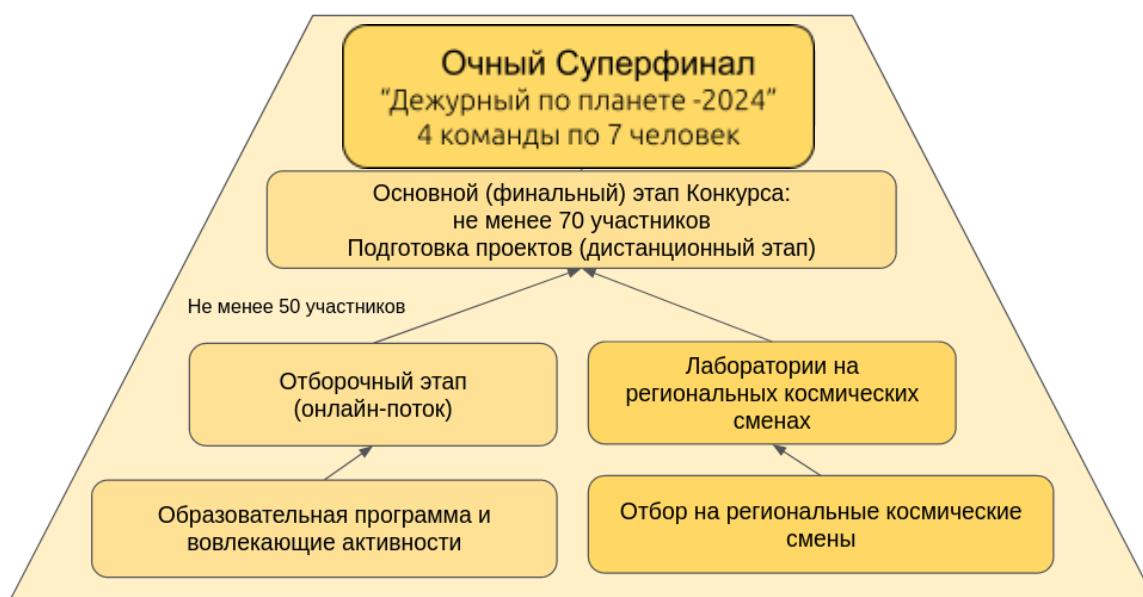 Очный Суперфинал
“Дежурный по планете -2024”
4 команды по 7 человек
Основной (финальный) этап Конкурса:
не менее 70 участников
Подготовка проектов (дистанционный этап)
Не менее 50 участников
Отборочный этап
(онлайн-поток)
Лаборатории на
региональных космических
сменах
Образовательная программа и
вовлекающие активности
Отбор на региональные космические
смены